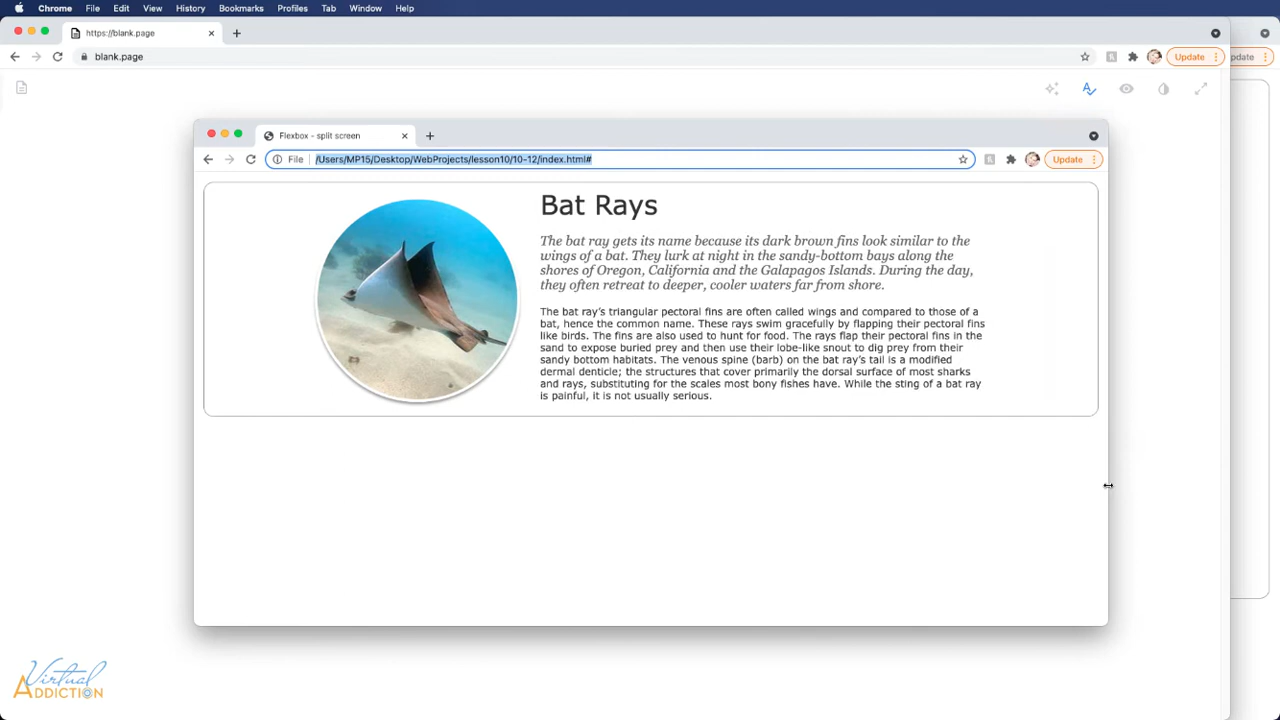 Chrome File Edit View History Bookmarks Profiles Tab Window Help
https://blank.page
blank.page
Update
pdate
Flexbox - split screen
File /Users/MP15/Desktop/WebProjects/lesson10/10-12/index.html#
Update
Bat Rays
The bat ray gets its name because its dark brown fins look similar to the
wings of a bat. They lurk at night in the sandy-bottom bays along the
shores of Oregon, California and the Galapagos Islands. During the day,
they often retreat to deeper, cooler waters far from shore.
The bat ray’s triangular pectoral fins are often called wings and compared to those of a
bat, hence the common name. These rays swim gracefully by flapping their pectoral fins
like birds. The fins are also used to hunt for food. The rays flap their pectoral fins in the
sand to expose buried prey and then use their lobe-like snout to dig prey from their
sandy bottom habitats. The venous spine (barb) on the bat ray’s tail is a modified
dermal denticle; the structures that cover primarily the dorsal surface of most sharks
and rays, substituting for the scales most bony fishes have. While the sting of a bat ray
is painful, it is not usually serious.
Virtual
ADDICTION